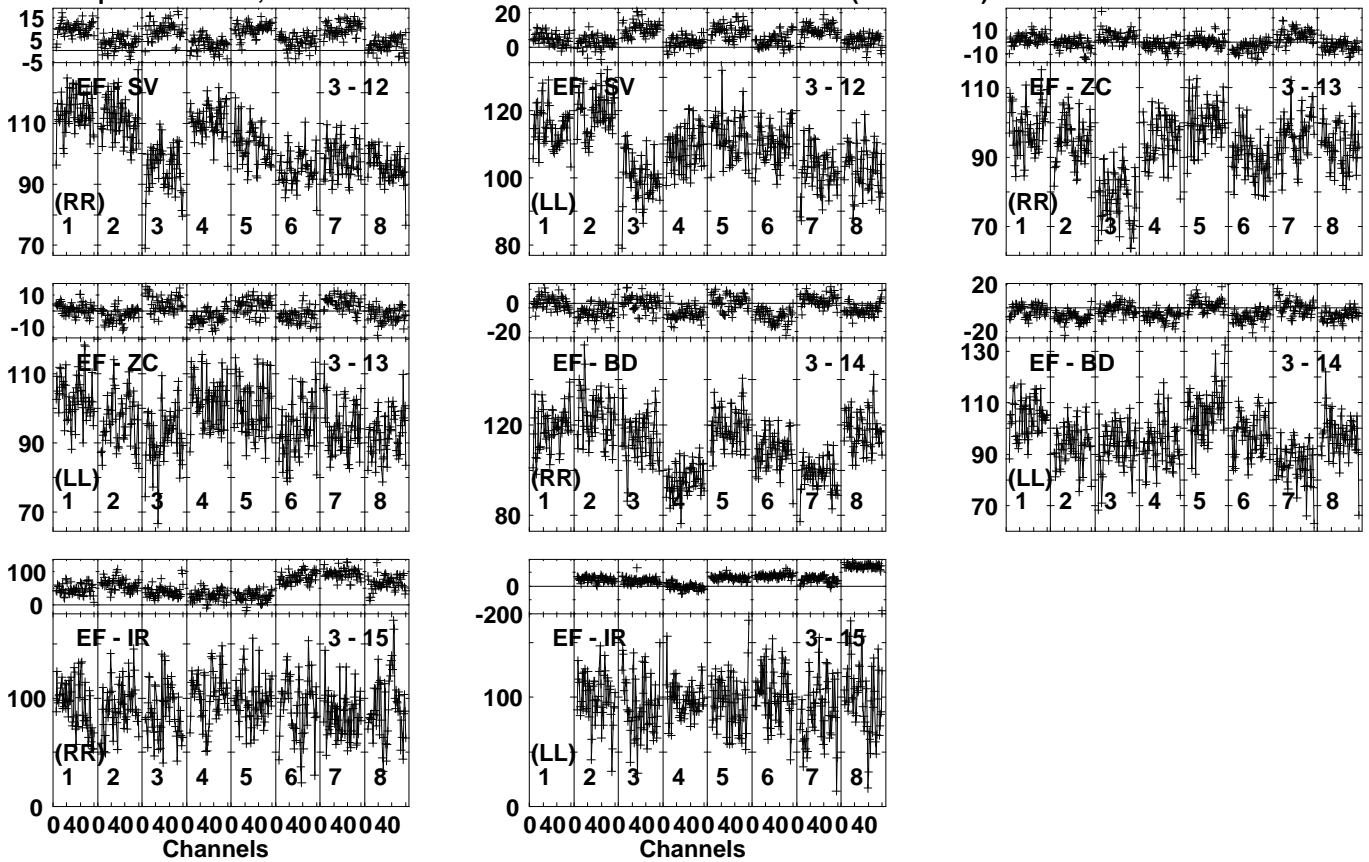 15
5
-5
EF - SV 3 - 12
110
90
(RR)
1 2 3 4 5 6 7 8
70
20
0
EF - SV 3 - 12
120
100
(LL)
1 2 3 4 5 6 7 8
80
10
-10
EF - ZC 3 - 13
110
90
(RR)
1 2 3 4 5 6 7 8
70
10
-10
EF - ZC 3 - 13
110
90
(LL)
1 2 3 4 5 6 7 8
70
0
-20
EF - BD 3 - 14
120
(RR)
1 2 3 4 5 6 7 8
80
20
-20
130
EF - BD 3 - 14
110
90
(LL)
1 2 3 4 5 6 7 8
70
100
0
EF - IR 3 - 15
100
(RR)
1 2 3 4 5 6 7 8
0
0 40 0 40 0 40 0 40 0 40 0 40 0 40 0 40
Channels
0
-200
EF - IR 3 - 15
100
(LL)
1 2 3 4 5 6 7 8
0
0 40 0 40 0 40 0 40 0 40 0 40 0 40 0 40
Channels